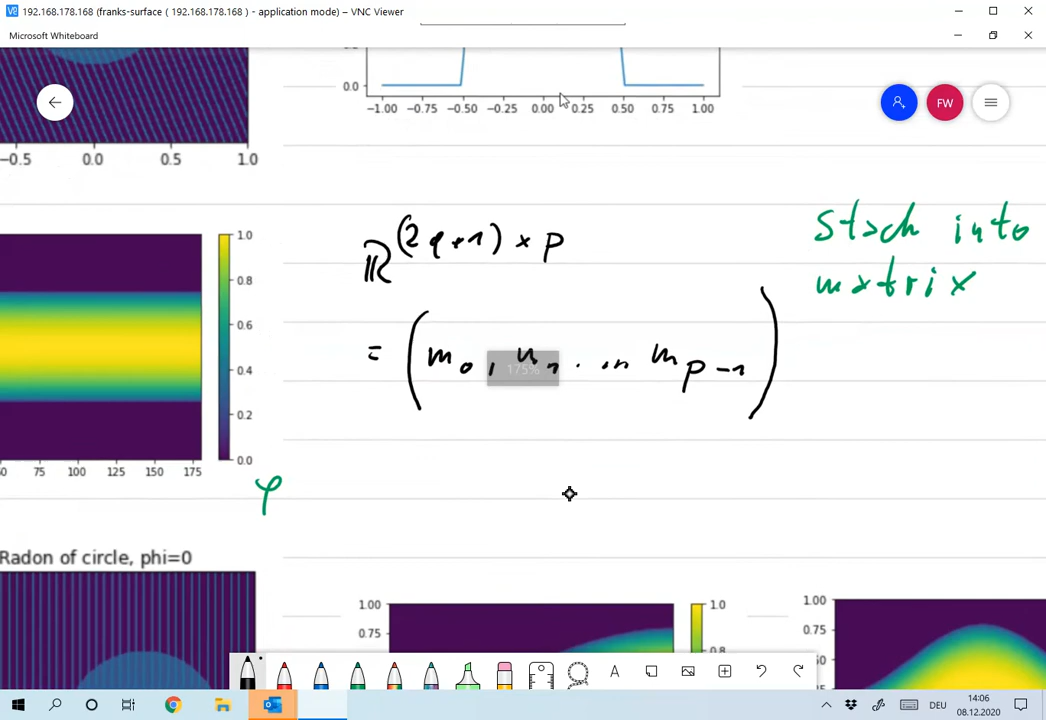 192.168.178.168 (franks-surface ( 192.168.178.168 ) - application mode) – VNC Viewer
Microsoft Whiteboard
0.0
−1.00 −0.75 −0.50 −0.25 0.00 0.25 0.50 0.75 1.00
FW
−0.5 0.0 0.5 1.0
Stack into
matrix
ℝ^(2q+1)×p
= (m₀, m₁, ..., m_{p−1})
175%
1.0
0.8
0.6
0.4
0.2
0.0
75 100 125 150 175
φ
Radon of circle, phi=0
1.00
0.75
1.0
0.8
1.00
0.75
.50
A
DEU
14:06
08.12.2020